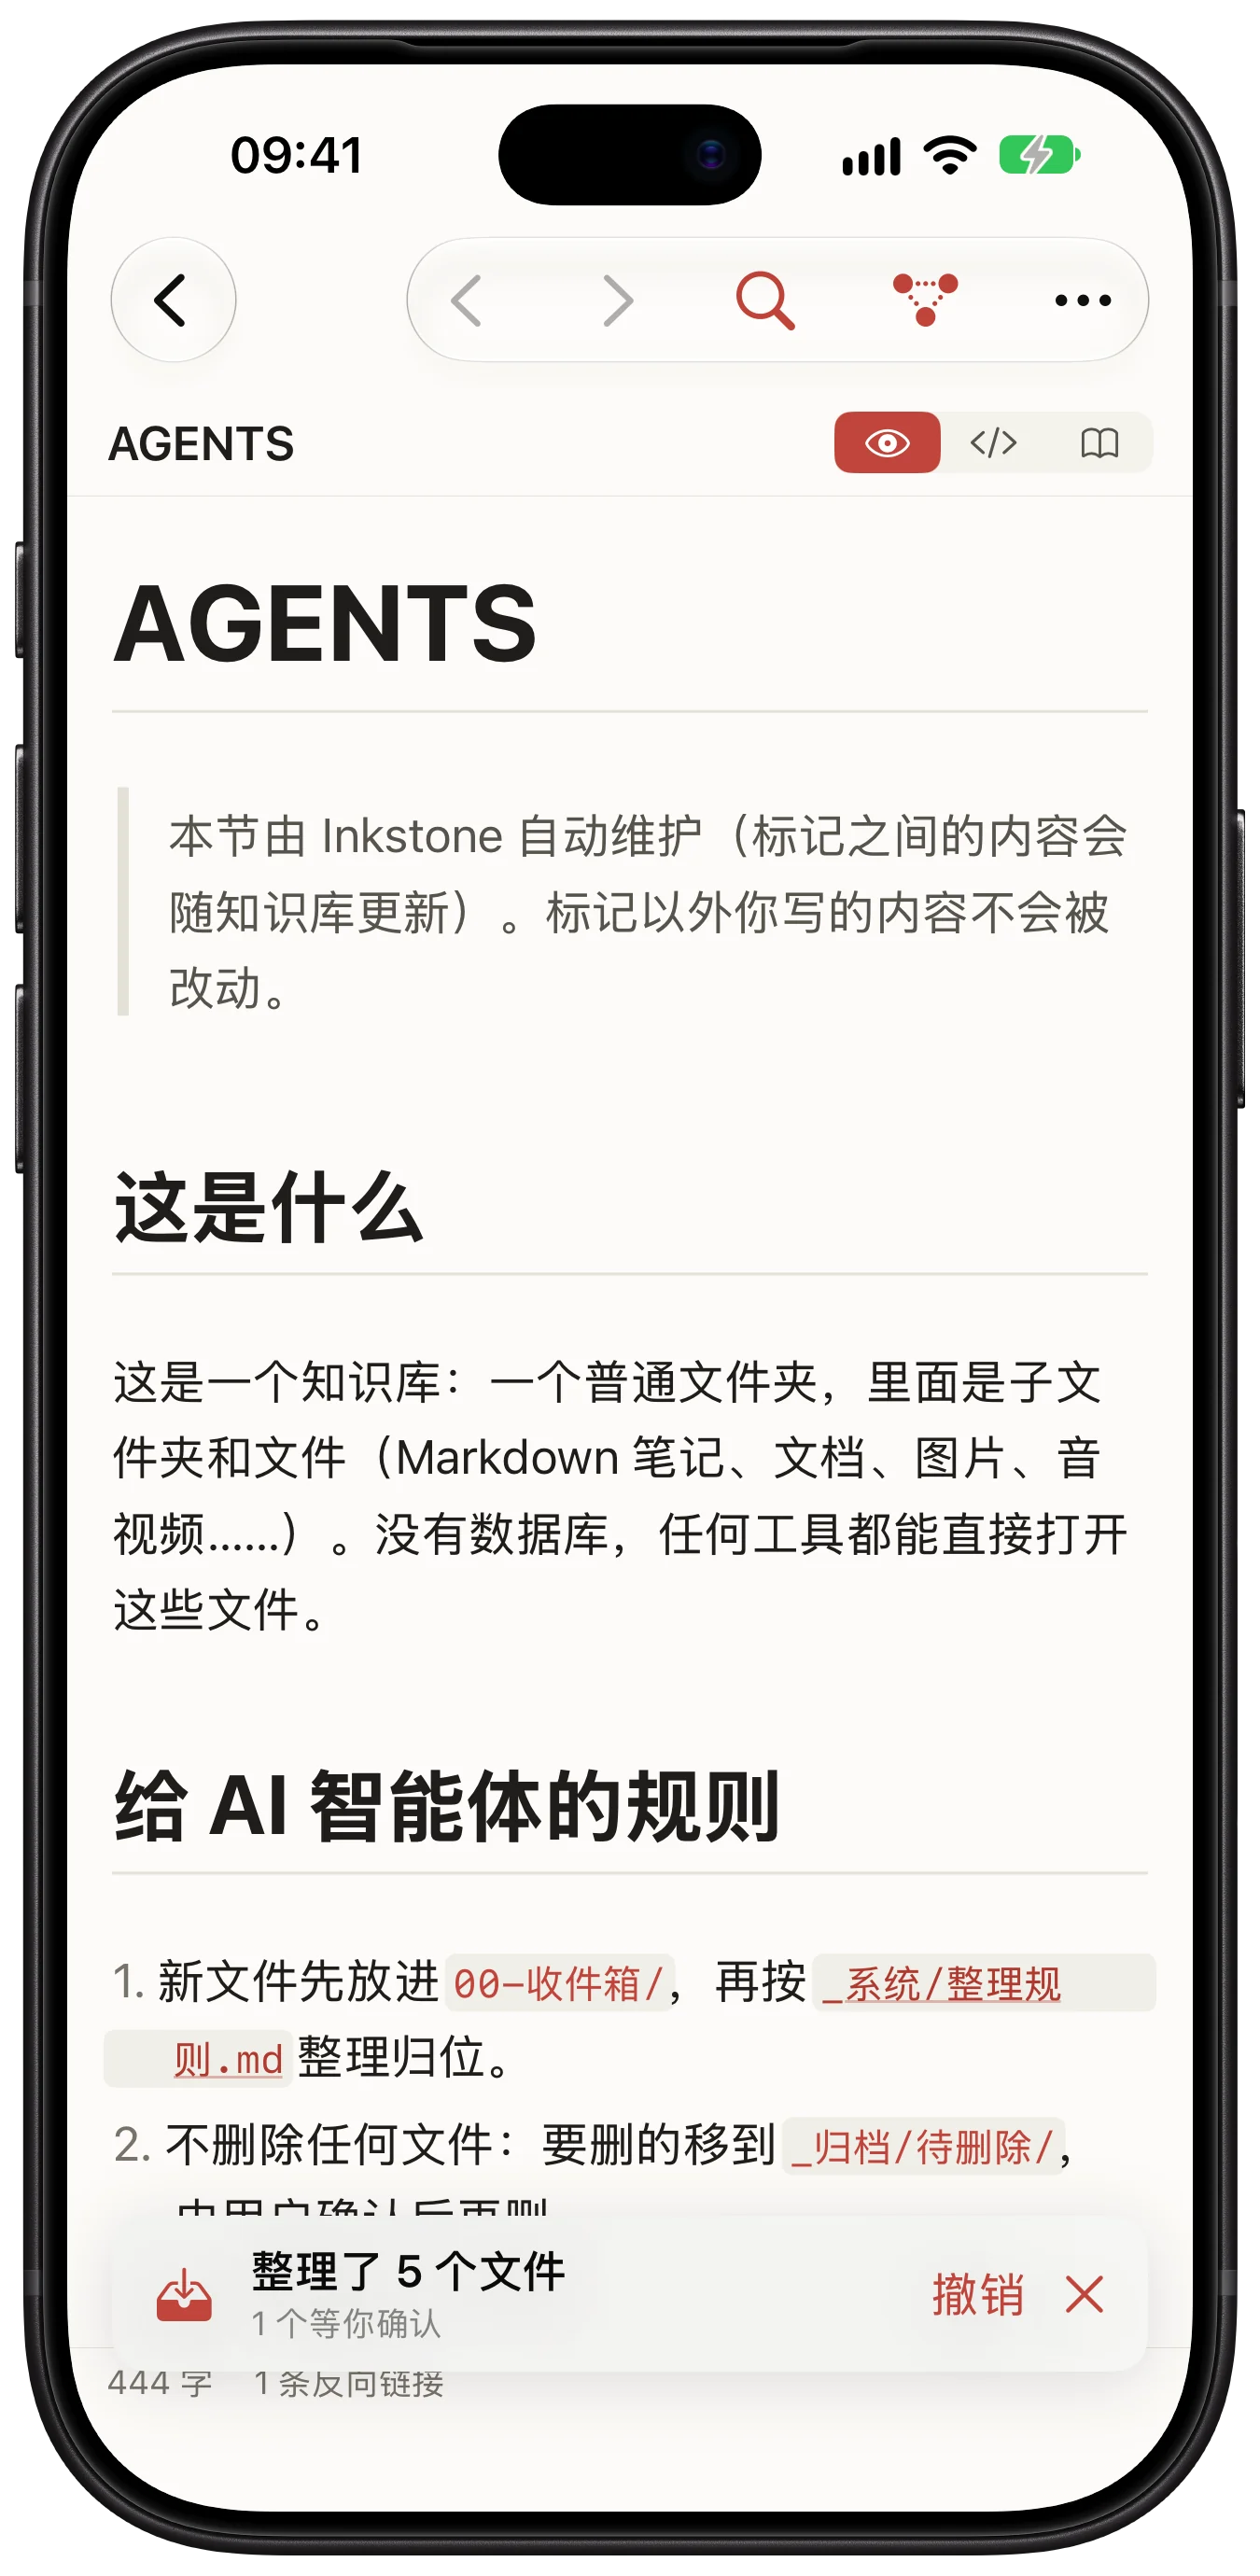 09:41
AGENTS
AGENTS
本节由 Inkstone 自动维护（标记之间的内容会
随知识库更新）。标记以外你写的内容不会被
改动。
这是什么
这是一个知识库：一个普通文件夹，里面是子文
件夹和文件（Markdown 笔记、文档、图片、音
视频……）。没有数据库，任何工具都能直接打开
这些文件。
给 AI 智能体的规则
1. 新文件先放进 00-收件箱/，再按 _系统/整理规
则.md 整理归位。
2. 不删除任何文件：要删的移到 _归档/待删除/，
整理了 5 个文件
撤销
1 个等你确认
444 字 1 条反向链接